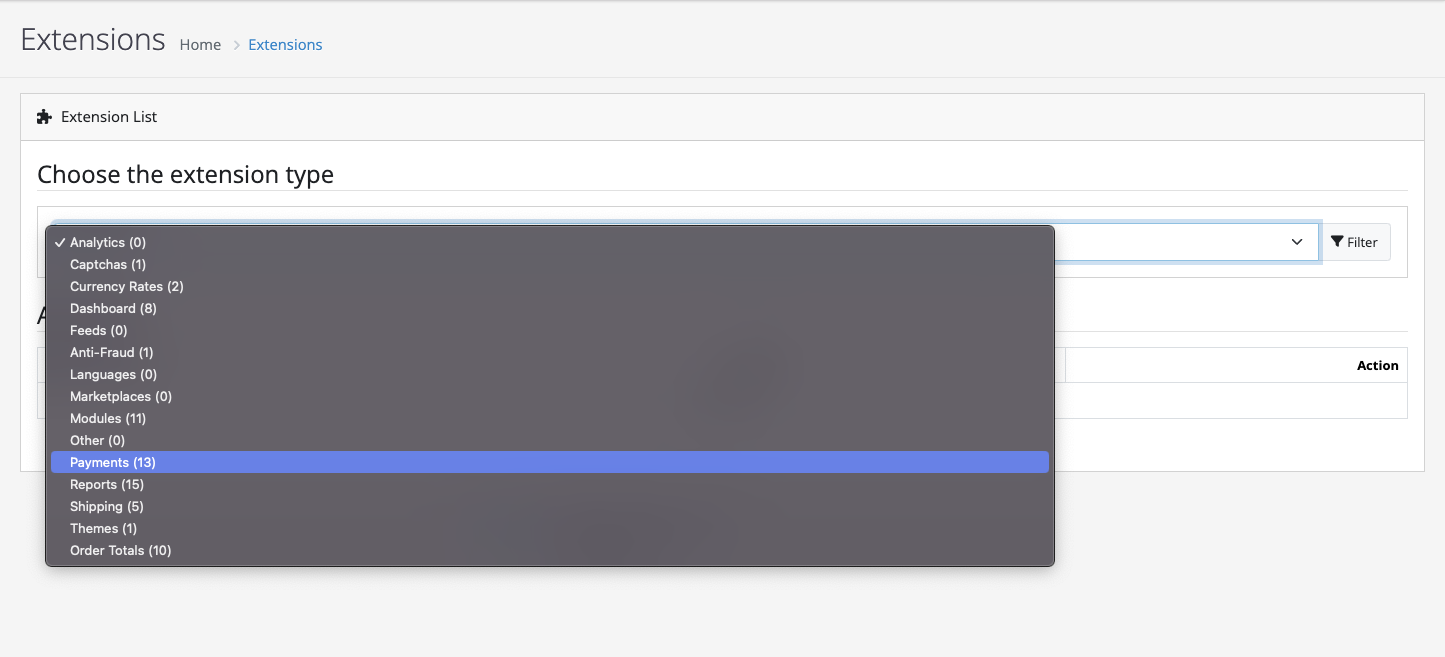 Extensions Home Extensions
Extension List
Choose the extension type
Analytics (0)
Captchas (1)
Currency Rates (2)
Dashboard (8)
Feeds (0)
Anti-Fraud (1)
Languages (0)
Marketplaces (0)
Modules (11)
Other (0)
Payments (13)
Reports (15)
Shipping (5)
Themes (1)
Order Totals (10)
Filter
Action